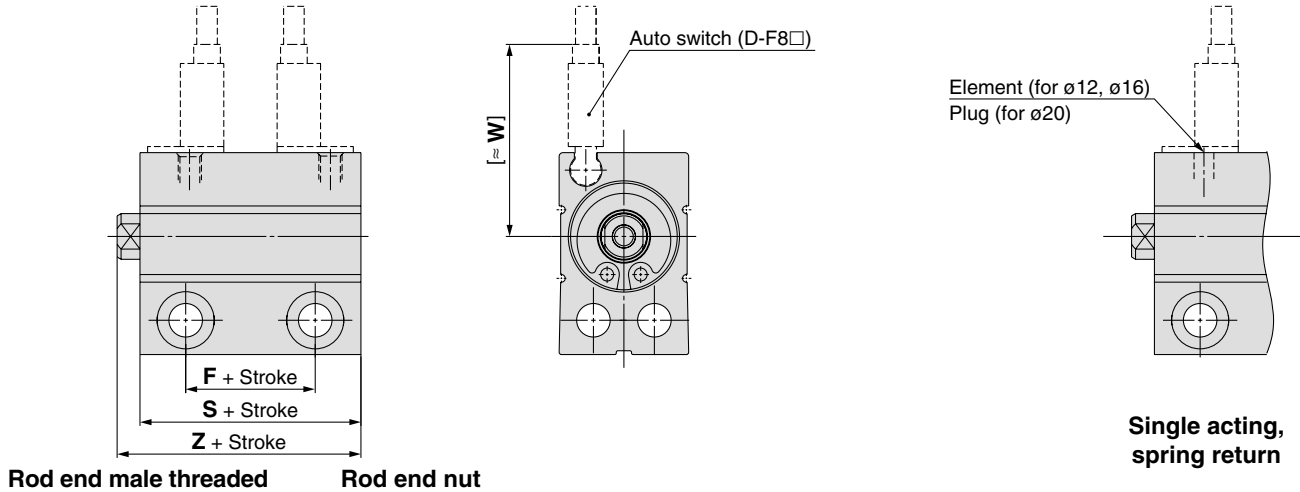 Auto switch (D-F8□)
[≈ W]
Element (for ø12, ø16)
Plug (for ø20)
F + Stroke
S + Stroke
Z + Stroke
Single acting,
spring return
Rod end male threaded
Rod end nut